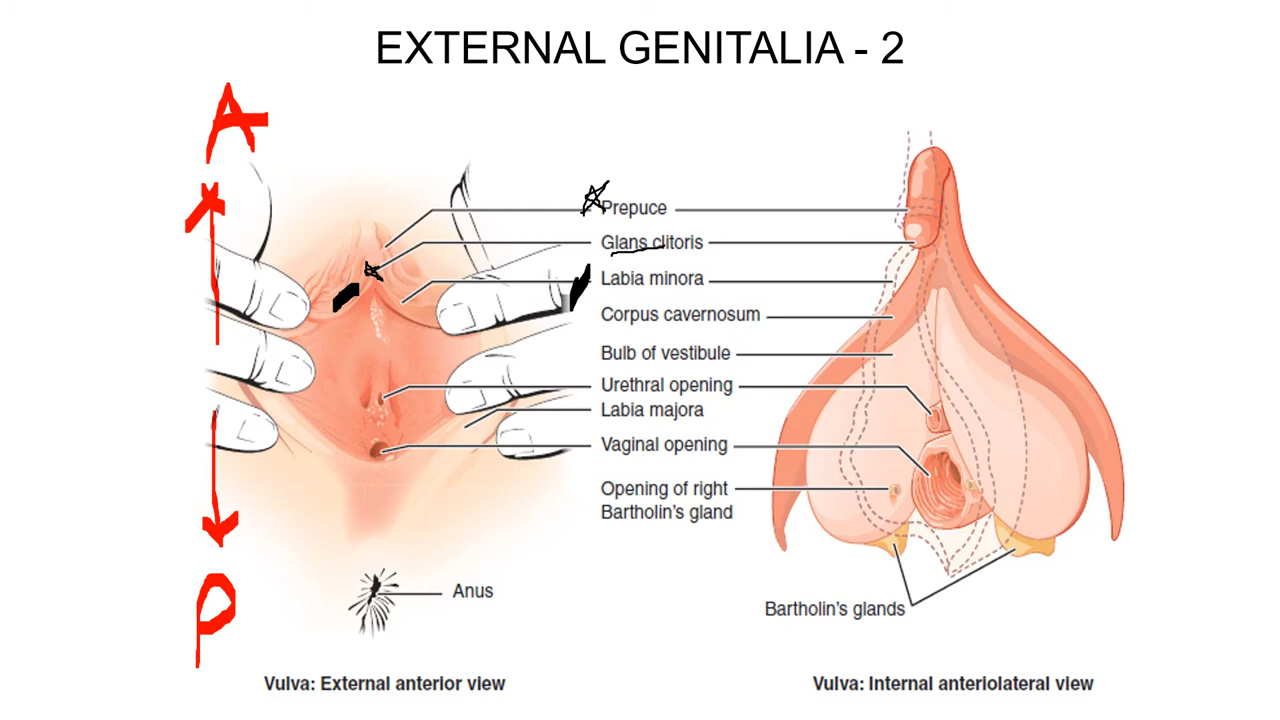 EXTERNAL GENITALIA - 2
A
Prepuce
Glans clitoris
Labia minora
Corpus cavernosum
Bulb of vestibule
Urethral opening
Labia majora
Vaginal opening
Opening of right
Bartholin's gland
P
Anus
Bartholin's glands
Vulva: External anterior view
Vulva: Internal anteriolateral view